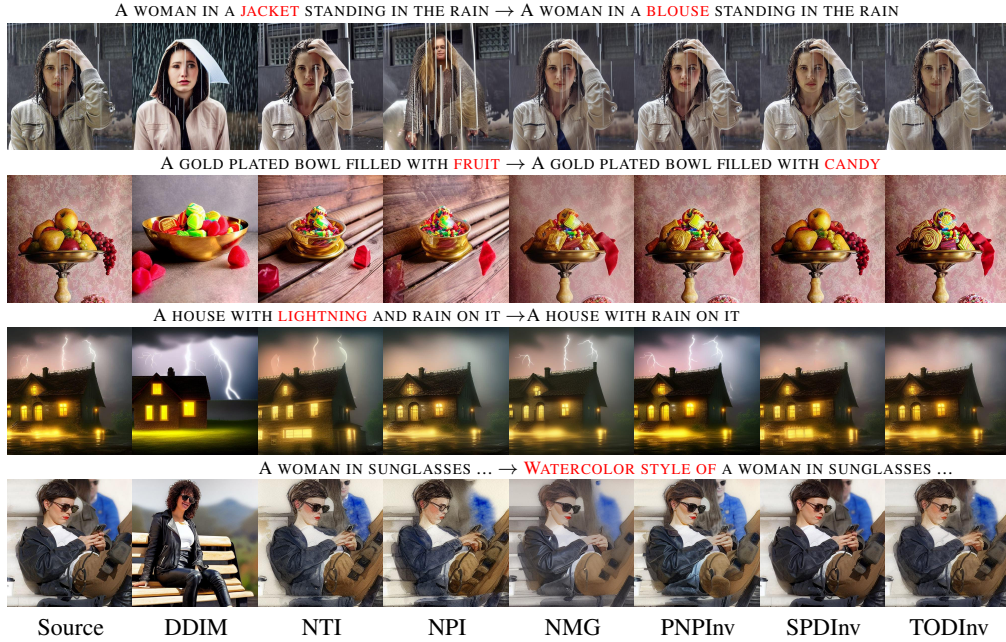 A WOMAN IN A JACKET STANDING IN THE RAIN → A WOMAN IN A BLOUSE STANDING IN THE RAIN
A GOLD PLATED BOWL FILLED WITH FRUIT → A GOLD PLATED BOWL FILLED WITH CANDY
A HOUSE WITH LIGHTNING AND RAIN ON IT →A HOUSE WITH RAIN ON IT
A WOMAN IN SUNGLASSES ... → WATERCOLOR STYLE OF A WOMAN IN SUNGLASSES ...
Source DDIM NTI NPI NMG PNPInv SPDInv TODInv